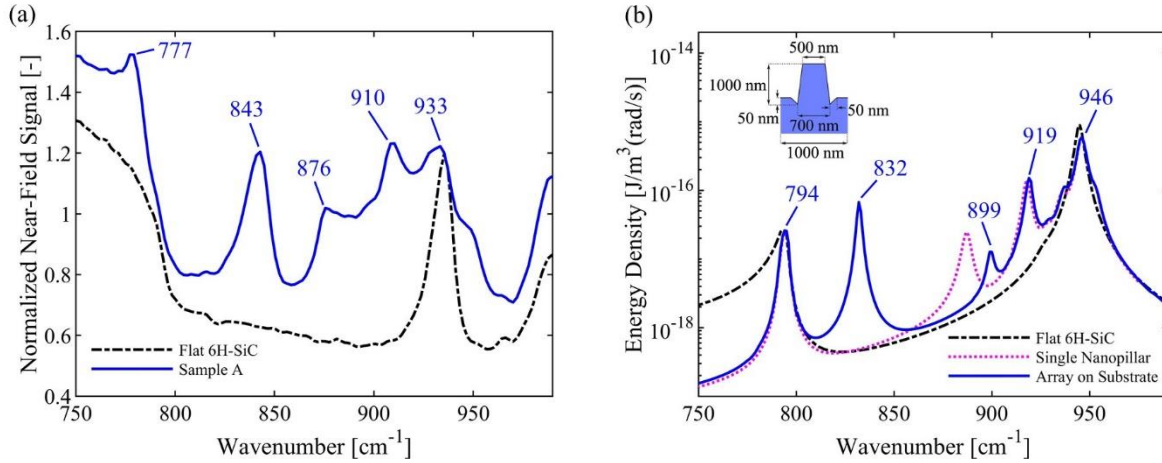 (a)
Normalized Near-Field Signal [-]
1.6
1.4
1.2
1
0.8
0.6
0.4
777
843
876
910
933
Flat 6H-SiC
Sample A
750 800 850 900 950
Wavenumber [cm⁻¹]
(b)
Energy Density [J/m³(rad/s)]
10⁻¹⁴
10⁻¹⁶
10⁻¹⁸
500 nm
1000 nm
50 nm
50 nm
700 nm
1000 nm
794
832
899
919
946
Flat 6H-SiC
Single Nanopillar
Array on Substrate
750 800 850 900 950
Wavenumber [cm⁻¹]